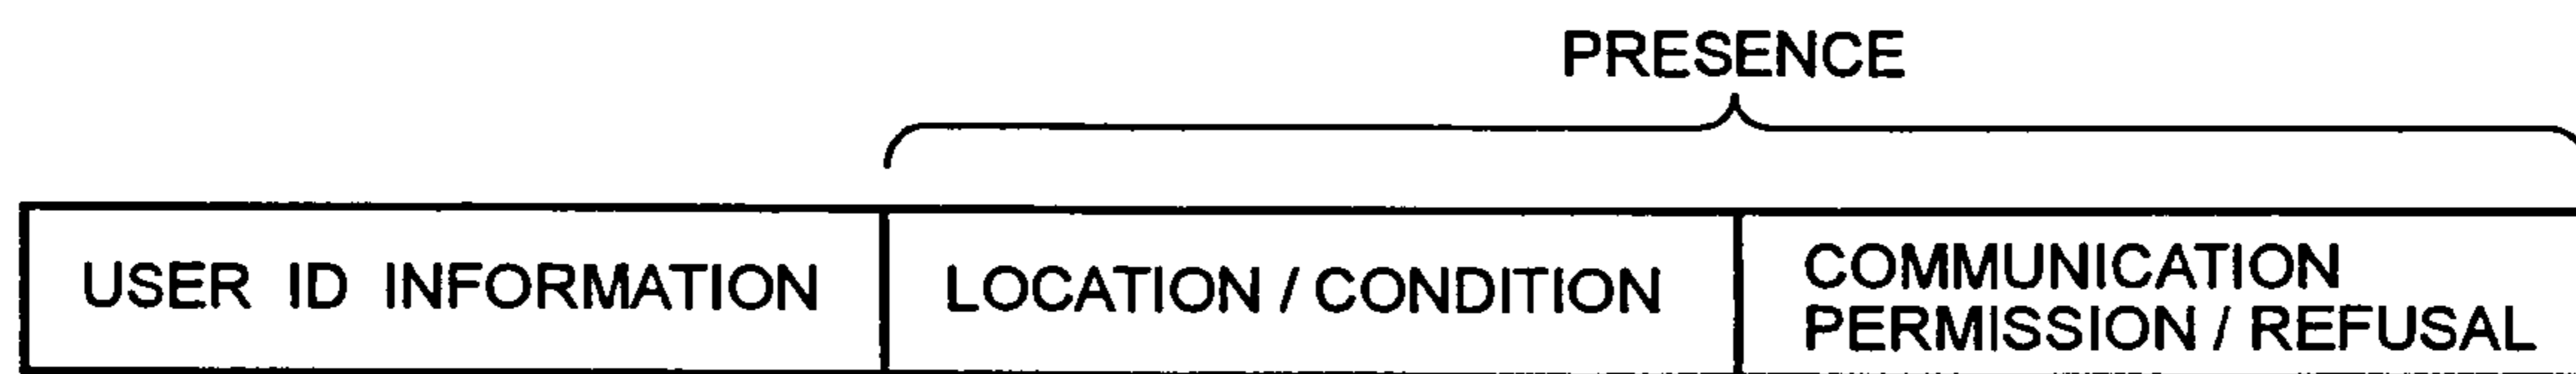 PRESENCE
USER ID INFORMATION
LOCATION / CONDITION
COMMUNICATION
PERMISSION / REFUSAL